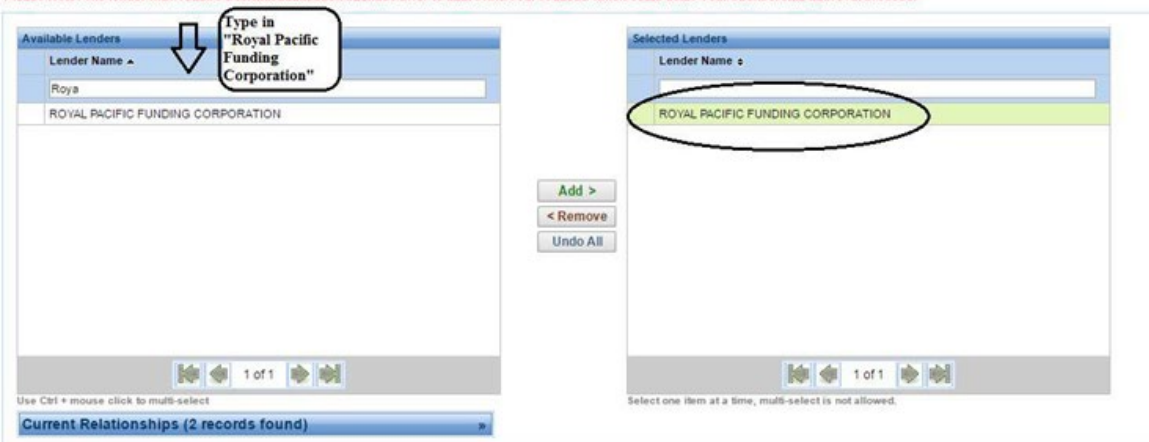 Type in
"Royal Pacific
Funding
Corporation"
Available Lenders
Lender Name
Roya
ROYAL PACIFIC FUNDING CORPORATION
Add >
< Remove
Undo All
1 of 1
Use Ctrl + mouse click to multi-select
Current Relationships (2 records found) »
Selected Lenders
Lender Name
ROYAL PACIFIC FUNDING CORPORATION
1 of 1
Select one item at a time, multi-select is not allowed.